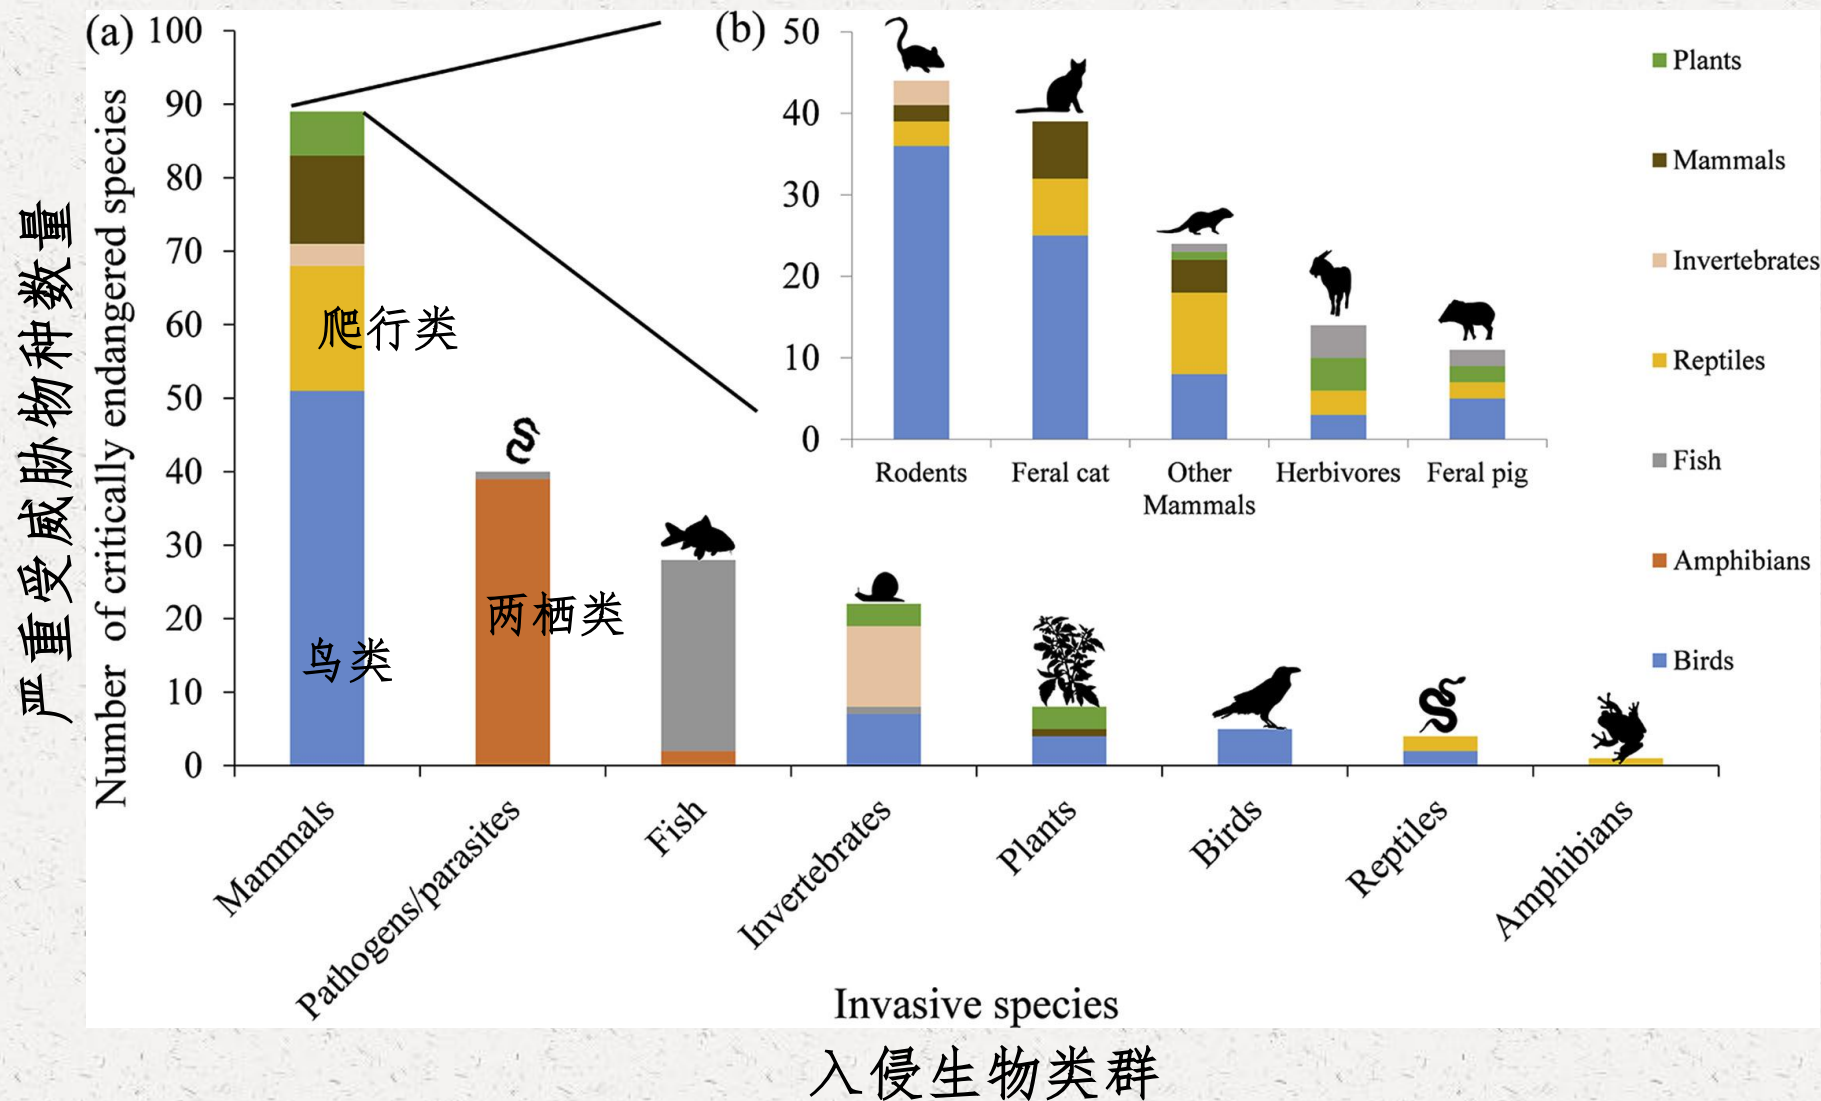 (a)
100
90
80
70
60
50
40
30
20
10
0
严重受威胁物种数量
Number of critically endangered species
爬行类
鸟类
两栖类
Mammals
Pathogens/parasites
Fish
Invertebrates
Plants
Birds
Reptiles
Amphibians
Invasive species
入侵生物类群
(b)
50
40
30
20
10
0
Rodents
Feral cat
Other
Mammals
Herbivores
Feral pig
Plants
Mammals
Invertebrates
Reptiles
Fish
Amphibians
Birds